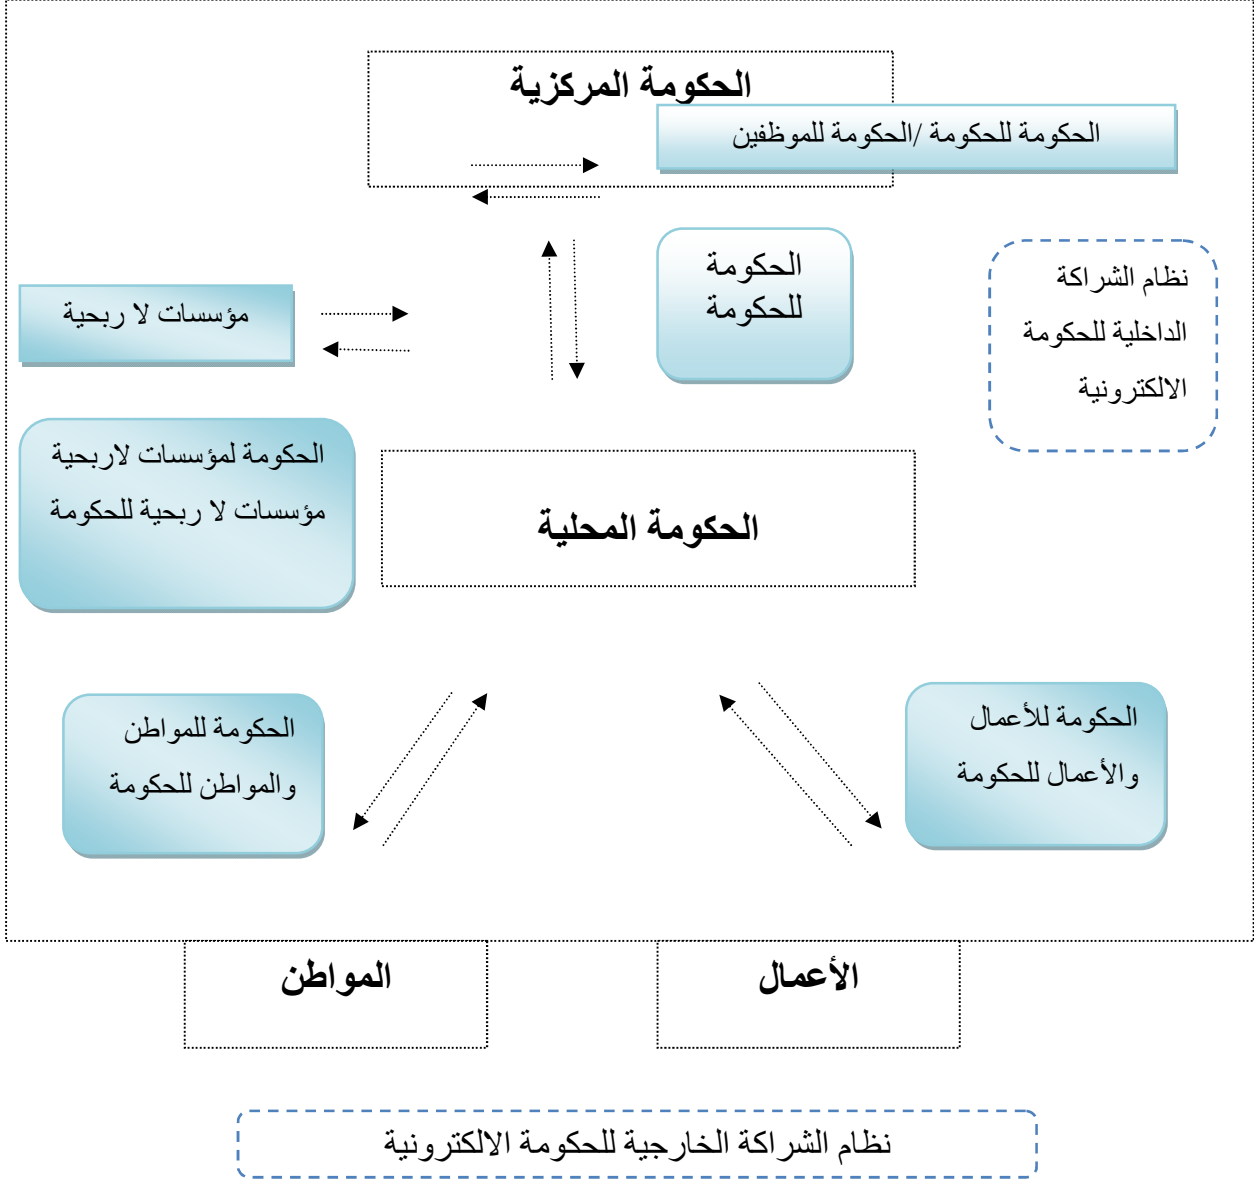 الحكومة المركزية
الحكومة للحكومة /الحكومة للموظفين
الحكومة
للحكومة
نظام الشراكة
الداخلية للحكومة
الالكترونية
مؤسسات لا ربحية
الحكومة لمؤسسات لاربحية
مؤسسات لا ربحية للحكومة
الحكومة المحلية
الحكومة للأعمال
والأعمال للحكومة
الحكومة للمواطن
والمواطن للحكومة
الأعمال
المواطن
نظام الشراكة الخارجية للحكومة الالكترونية